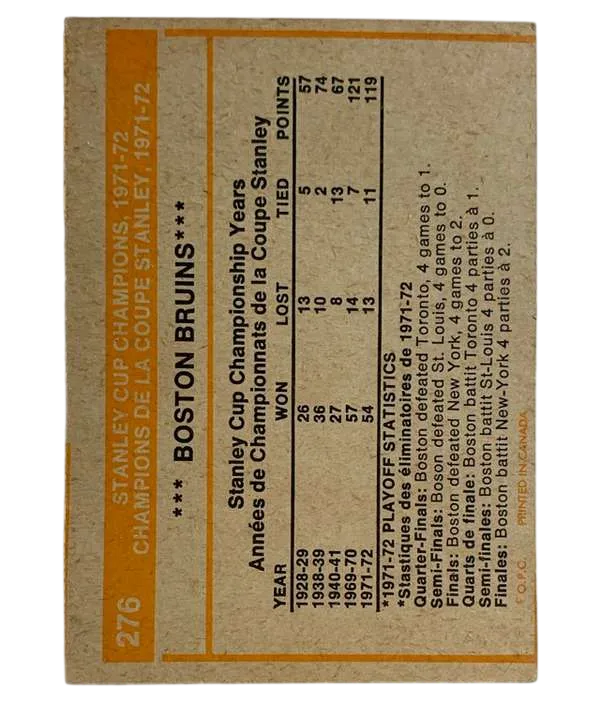 276
STANLEY CUP CHAMPIONS, 1971-72
CHAMPIONS DE LA COUPE STANLEY, 1971-72
*** BOSTON BRUINS***
Stanley Cup Championship Years
Années de Championnats de la Coupe Stanley
YEAR WON LOST TIED POINTS
1928-29 26 13 5 57
1938-39 36 10 2 74
1940-41 27 8 13 67
1969-70 57 14 7 121
1971-72 54 13 11 119
*1971-72 PLAYOFF STATISTICS
*Stastiques des éliminatoires de 1971-72
Quarter-Finals: Boston defeated Toronto, 4 games to 1.
Semi-Finals: Boson defeated St. Louis, 4 games to 0.
Finals: Boston defeated New York, 4 games to 2.
Quarts de finale: Boston battit Toronto 4 parties à 1.
Semi-finales: Boston battit St-Louis 4 parties à 0.
Finales: Boston battit New-York 4 parties à 2.
© O.P.C. PRINTED IN CANADA